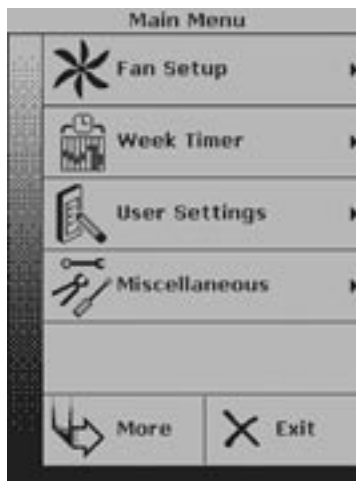 Main Menu
Fan Setup
Week Timer
User Settings
Miscellaneous
More
Exit